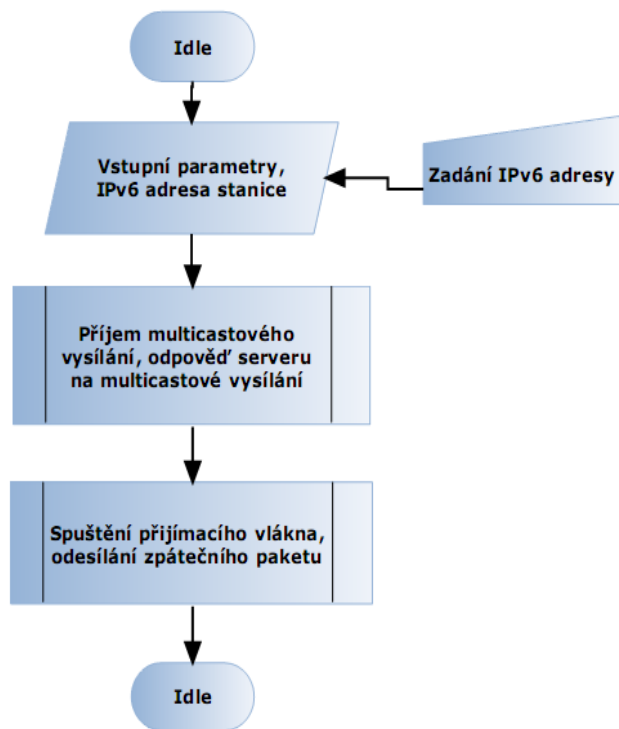 Idle
Vstupní parametry,
IPv6 adresa stanice
Zadání IPv6 adresy
Příjem multicastového
vysílání, odpověď serveru
na multicastové vysílání
Spuštění přijímacího vlákna,
odesílání zpátečního paketu
Idle